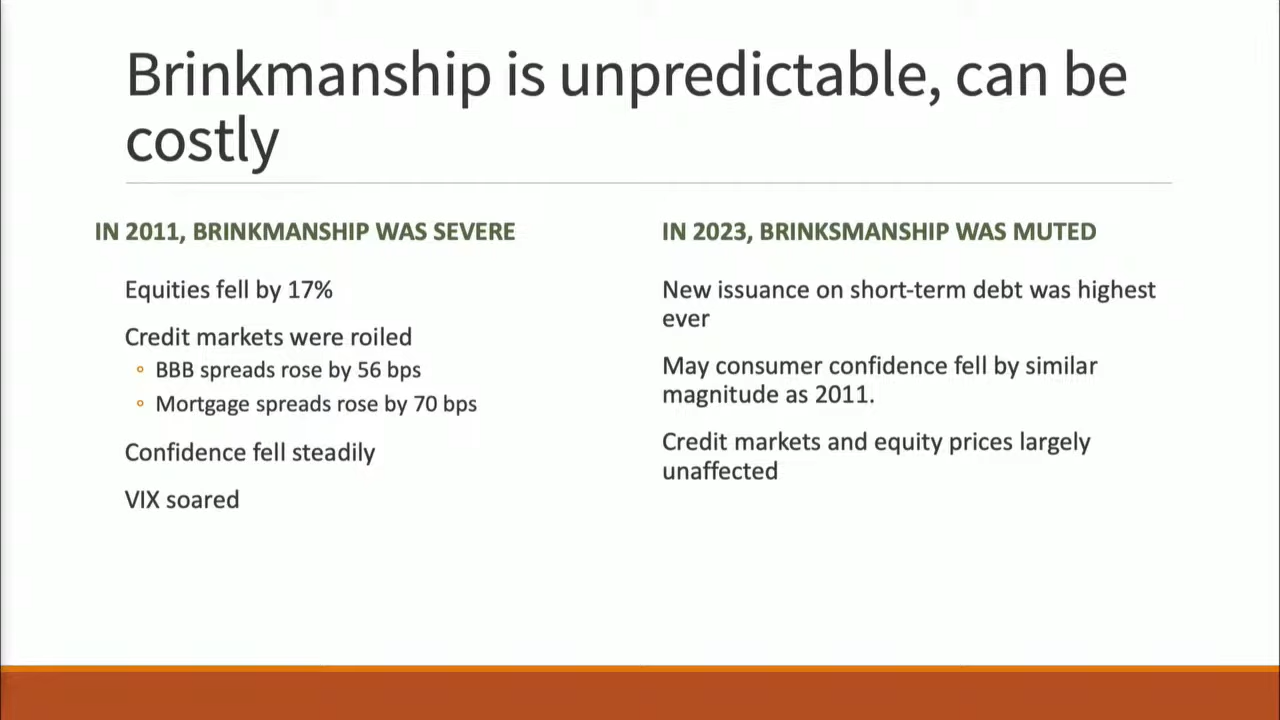 Brinkmanship is unpredictable, can be
costly
IN 2011, BRINKMANSHIP WAS SEVERE
Equities fell by 17%
Credit markets were roiled
° BBB spreads rose by 56 bps
° Mortgage spreads rose by 70 bps
Confidence fell steadily
VIX soared
IN 2023, BRINKSMANSHIP WAS MUTED
New issuance on short-term debt was highest
ever
May consumer confidence fell by similar
magnitude as 2011.
Credit markets and equity prices largely
unaffected